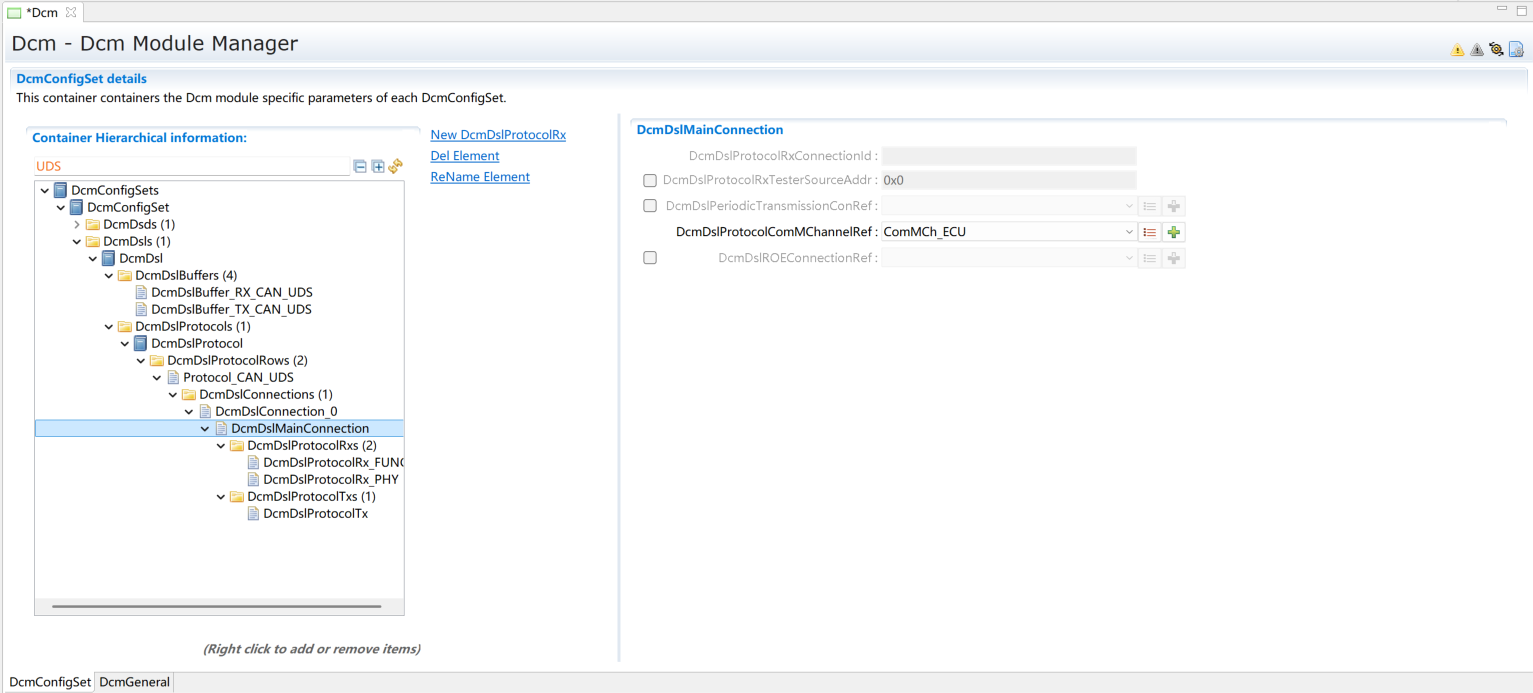 *Dcm
Dcm - Dcm Module Manager
DcmConfigSet details
This container containers the Dcm module specific parameters of each DcmConfigSet.
Container Hierarchical information:
UDS
DcmConfigSets
DcmConfigSet
DcmDsds (1)
DcmDsls (1)
DcmDsl
DcmDslBuffers (4)
DcmDslBuffer_RX_CAN_UDS
DcmDslBuffer_TX_CAN_UDS
DcmDslProtocols (1)
DcmDslProtocol
DcmDslProtocolRows (2)
Protocol_CAN_UDS
DcmDslConnections (1)
DcmDslConnection_0
DcmDslMainConnection
DcmDslProtocolRxs (2)
DcmDslProtocolRx_FUNC
DcmDslProtocolRx_PHY
DcmDslProtocolTxs (1)
DcmDslProtocolTx
(Right click to add or remove items)
New DcmDslProtocolRx
Del Element
ReName Element
DcmDslMainConnection
DcmDslProtocolRxConnectionId :
DcmDslProtocolRxTesterSourceAddr : 0x0
DcmDslPeriodicTransmissionConRef :
DcmDslProtocolComMChannelRef : ComMCh_ECU
DcmDslROEConnectionRef :
DcmConfigSet DcmGeneral